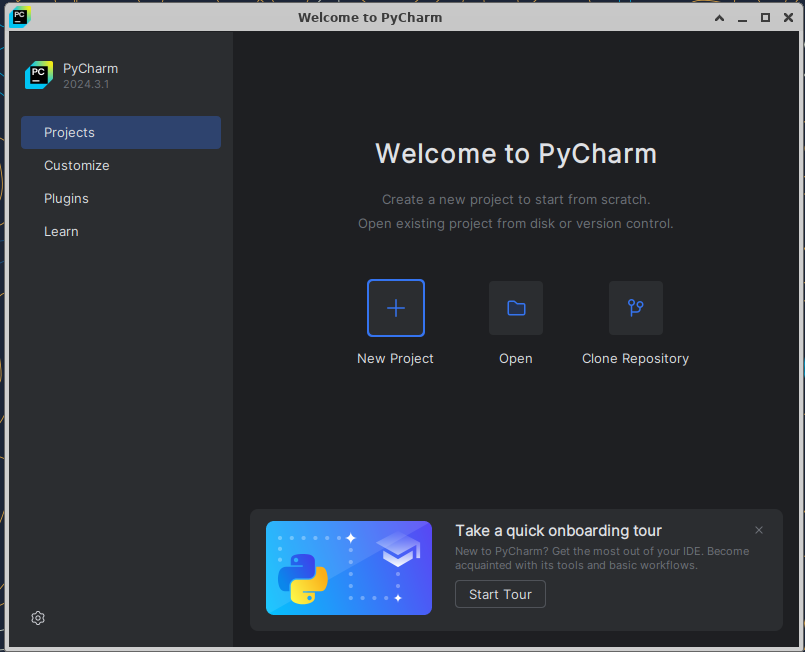 PC
Welcome to PyCharm
PC
PyCharm
2024.3.1
Projects
Customize
Plugins
Learn
Welcome to PyCharm
Create a new project to start from scratch.
Open existing project from disk or version control.
New Project
Open
Clone Repository
Take a quick onboarding tour
New to PyCharm? Get the most out of your IDE. Become
acquainted with its tools and basic workflows.
Start Tour